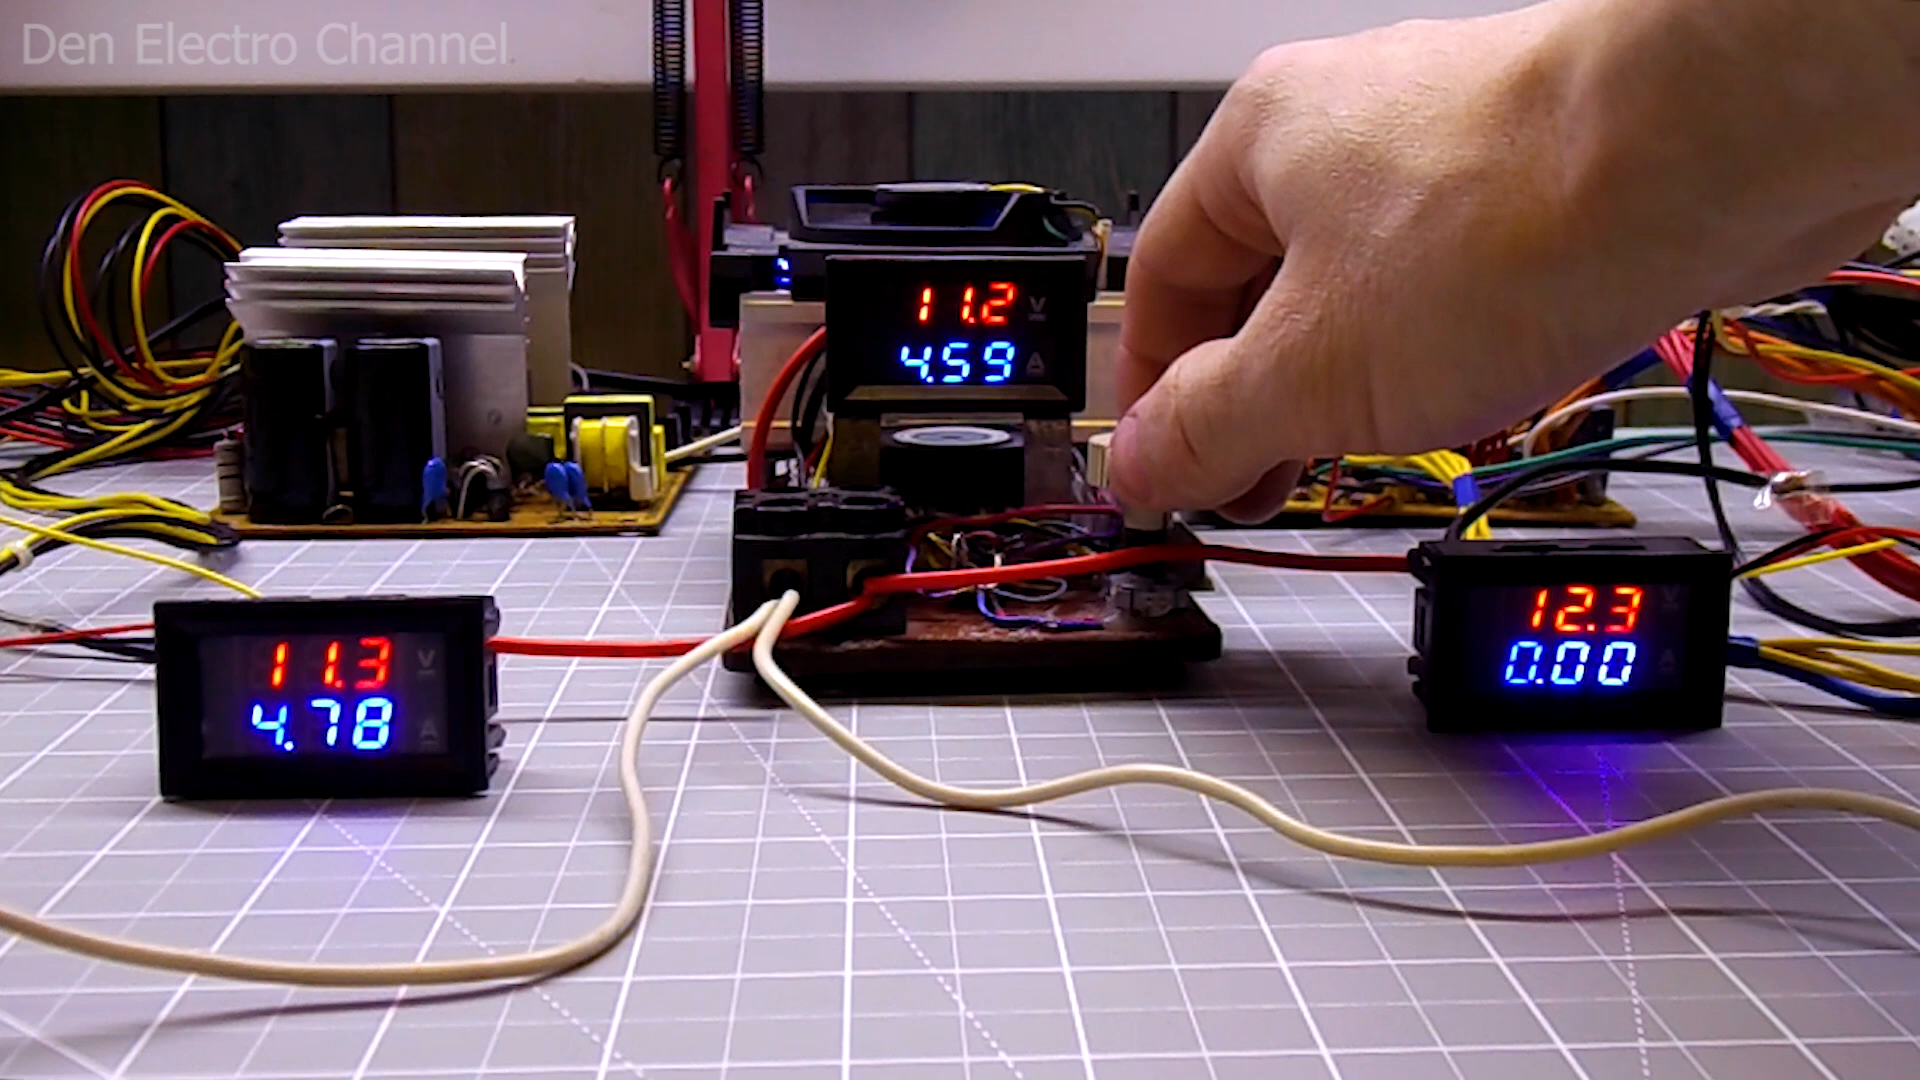 Den Electro Channel
11.2 V
4.59 A
11.3 V
4.78 A
12.3 V
0.00 A